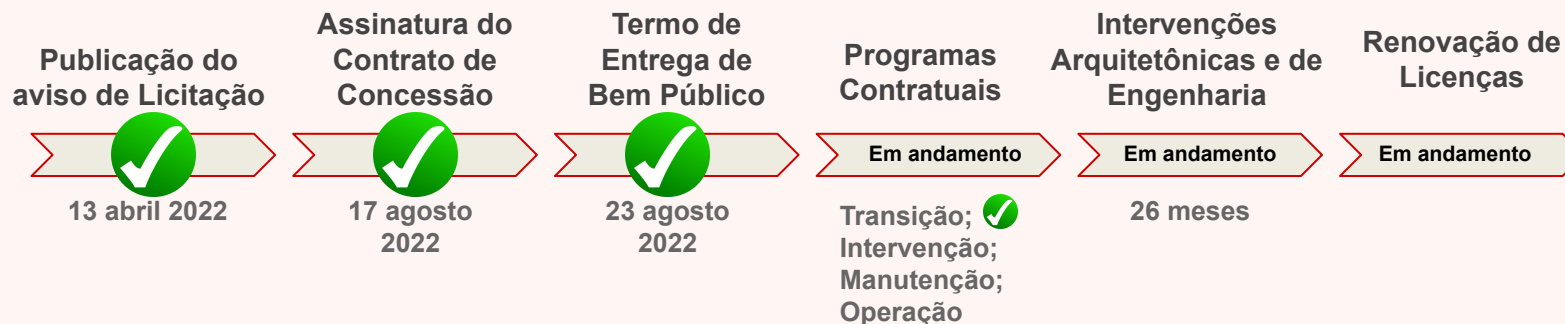 Publicação do
aviso de Licitação
13 abril 2022
Assinatura do
Contrato de
Concessão
17 agosto
2022
Termo de
Entrega de
Bem Público
23 agosto
2022
Programas
Contratuais
Em andamento
Transição;
Intervenção;
Manutenção;
Operação
Intervenções
Arquitetônicas e de
Engenharia
Em andamento
26 meses
Renovação de
Licenças
Em andamento